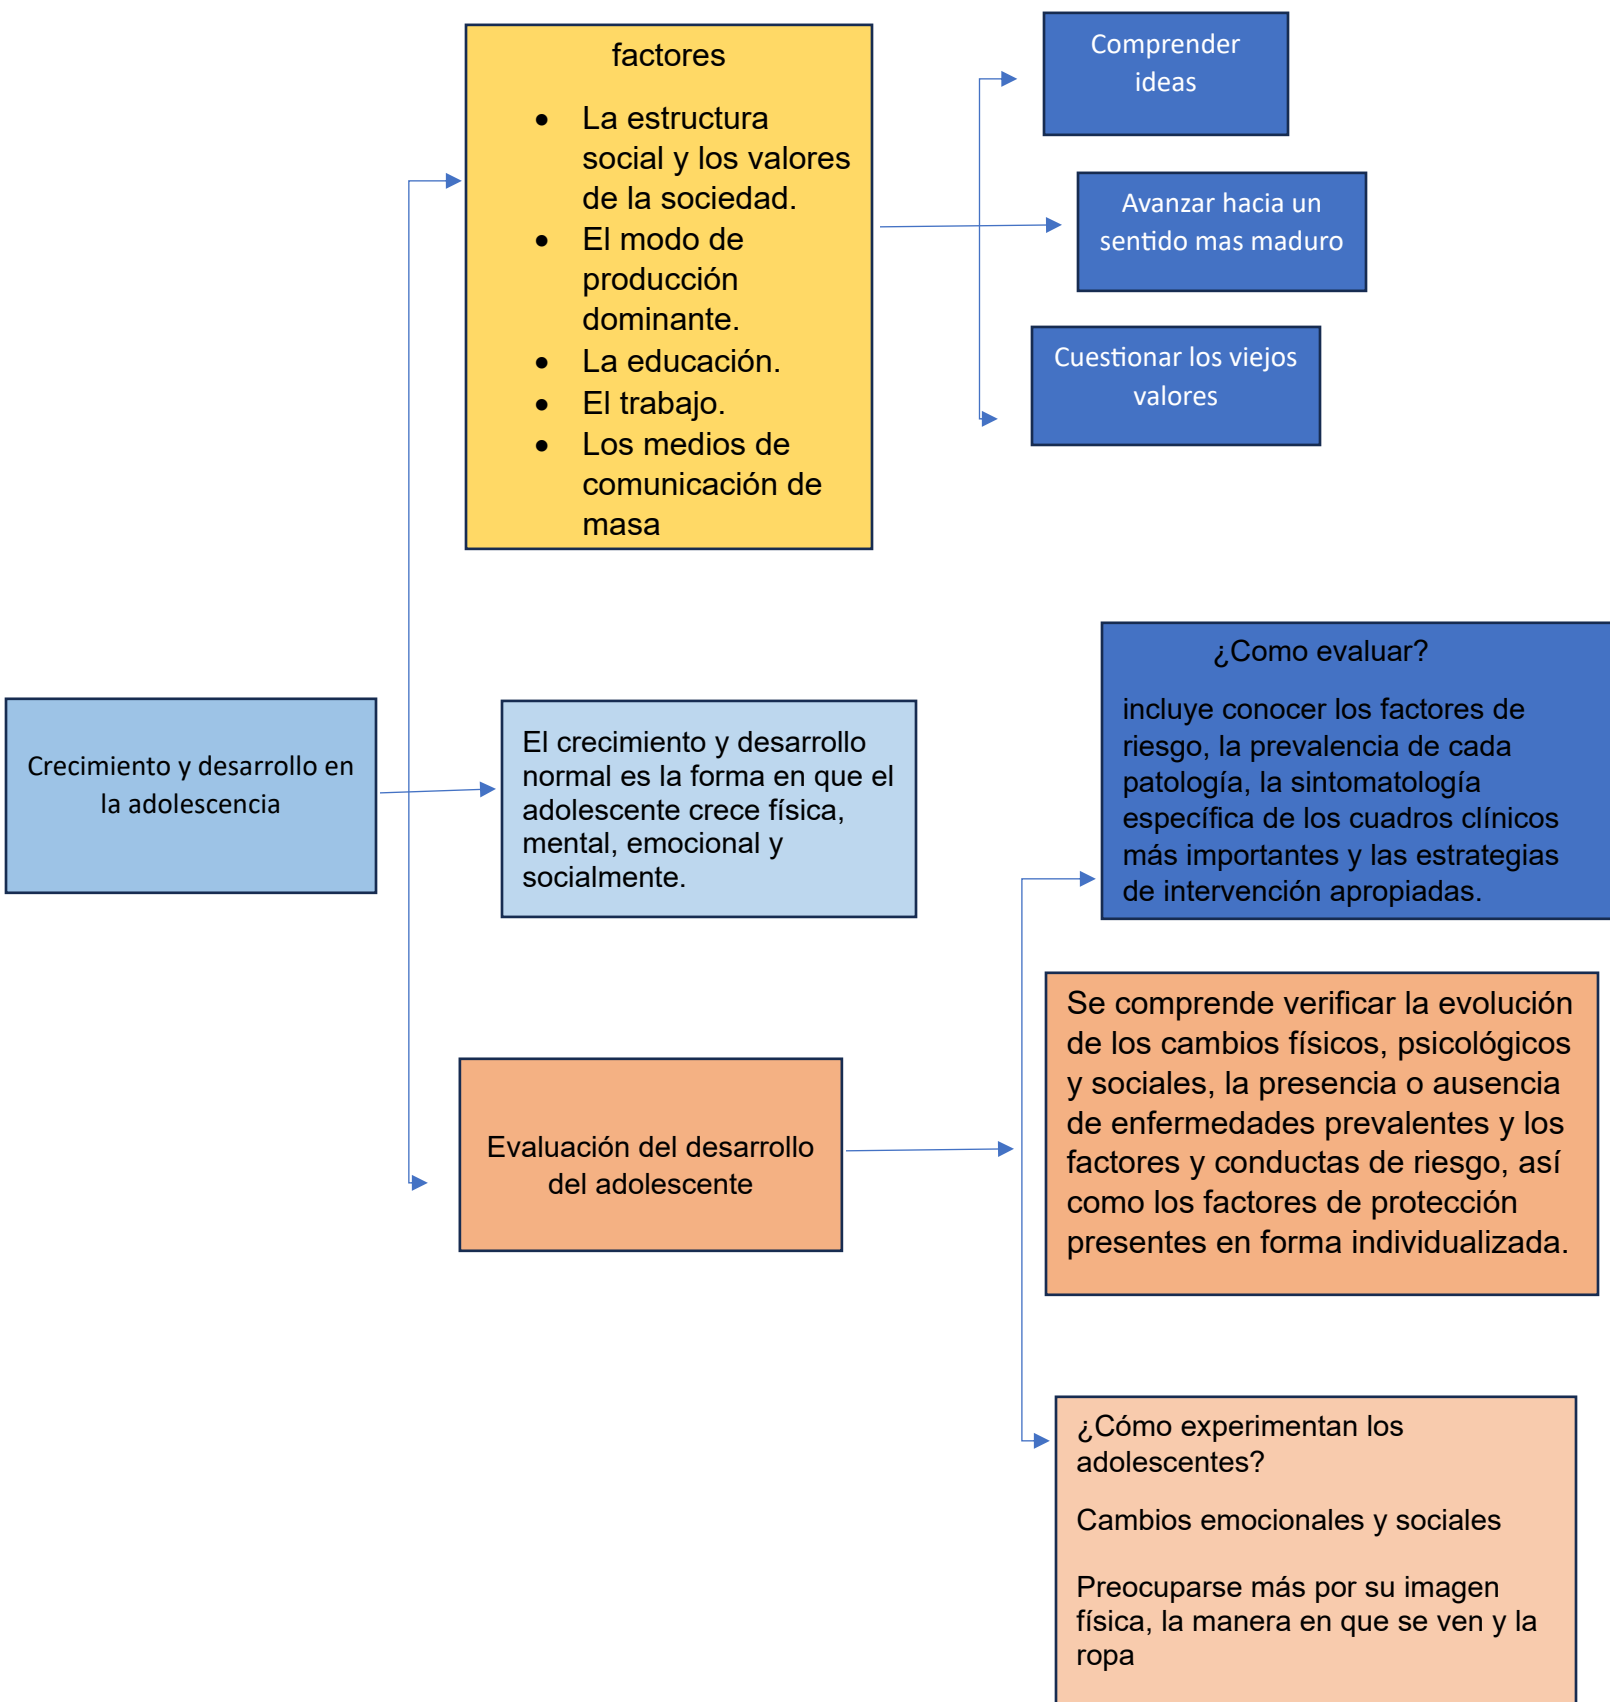 factores
La estructura
social y los valores
de la sociedad.
El modo de
producción
dominante.
La educación.
El trabajo.
Los medios de
comunicación de
masa
Comprender
ideas
Avanzar hacia un
sentido mas maduro
Cuestionar los viejos
valores
Crecimiento y desarrollo en
la adolescencia
El crecimiento y desarrollo
normal es la forma en que el
adolescente crece física,
mental, emocional y
socialmente.
¿Como evaluar?
incluye conocer los factores de
riesgo, la prevalencia de cada
patología, la sintomatología
específica de los cuadros clínicos
más importantes y las estrategias
de intervención apropiadas.
Evaluación del desarrollo
del adolescente
Se comprende verificar la evolución
de los cambios físicos, psicológicos
y sociales, la presencia o ausencia
de enfermedades prevalentes y los
factores y conductas de riesgo, así
como los factores de protección
presentes en forma individualizada.
¿Cómo experimentan los
adolescentes?
Cambios emocionales y sociales
Preocuparse más por su imagen
física, la manera en que se ven y la
ropa